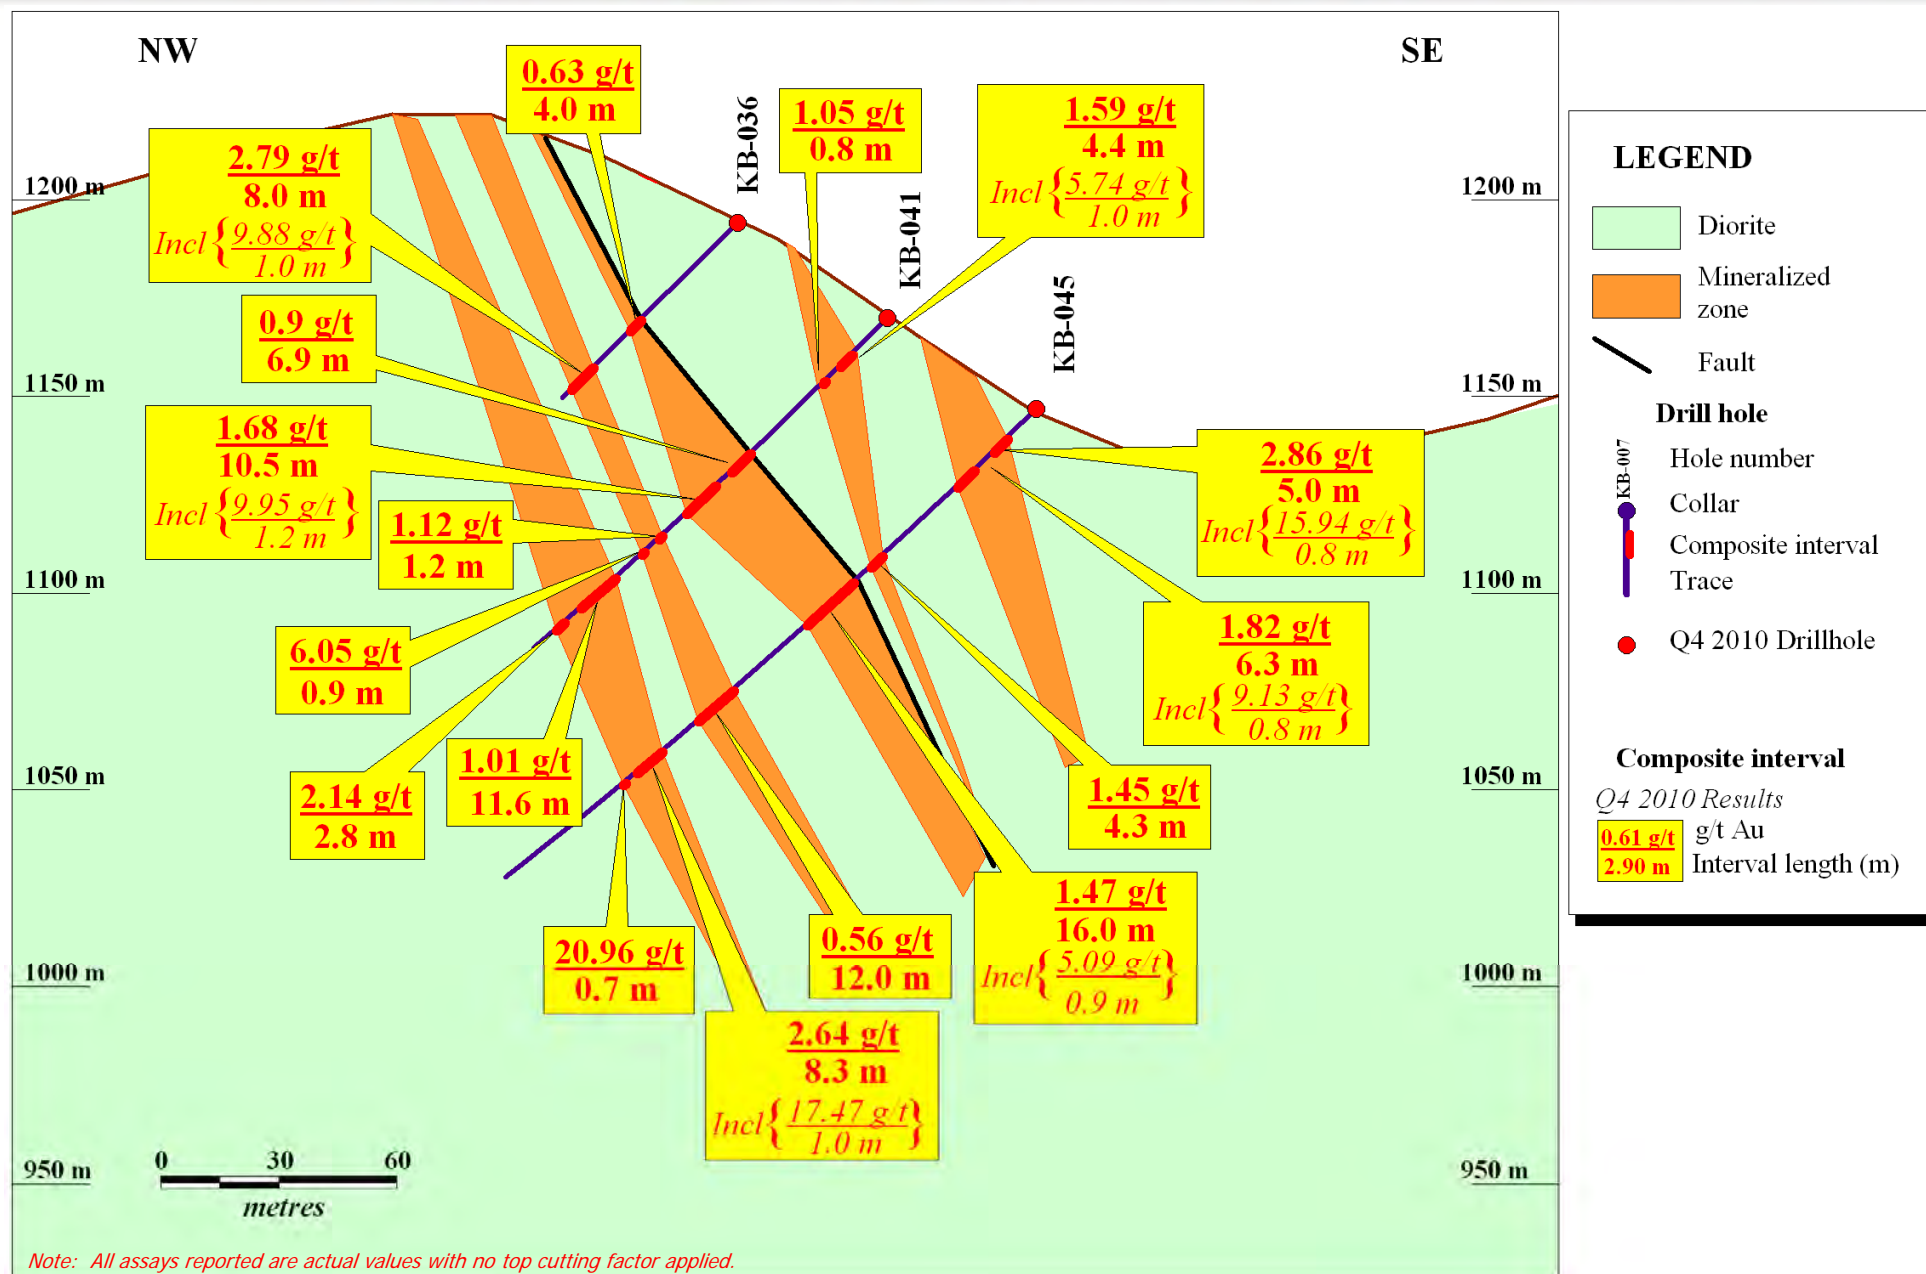 NW
SE
0.63 g/t
4.0 m
KB-036
1.05 g/t
0.8 m
1.59 g/t
4.4 m
Incl { 5.74 g/t }
1.0 m
2.79 g/t
8.0 m
Incl { 9.88 g/t }
1.0 m
KB-041
KB-045
1200 m
1200 m
0.9 g/t
6.9 m
1150 m
1150 m
1.68 g/t
10.5 m
Incl { 9.95 g/t }
1.2 m
2.86 g/t
5.0 m
Incl { 15.94 g/t }
0.8 m
1.12 g/t
1.2 m
1100 m
1100 m
6.05 g/t
0.9 m
1.82 g/t
6.3 m
Incl { 9.13 g/t }
0.8 m
1050 m
1050 m
2.14 g/t
2.8 m
1.01 g/t
11.6 m
1.45 g/t
4.3 m
1.47 g/t
16.0 m
Incl { 5.09 g/t }
0.9 m
20.96 g/t
0.7 m
0.56 g/t
12.0 m
1000 m
1000 m
2.64 g/t
8.3 m
Incl { 17.47 g/t }
1.0 m
950 m
950 m
0 30 60
metres
Note: All assays reported are actual values with no top cutting factor applied.
LEGEND
Diorite
Mineralized
zone
Fault
Drill hole
KB-007
Hole number
Collar
Composite interval
Trace
Q4 2010 Drillhole
Composite interval
Q4 2010 Results
0.61 g/t
g/t Au
2.90 m
Interval length (m)